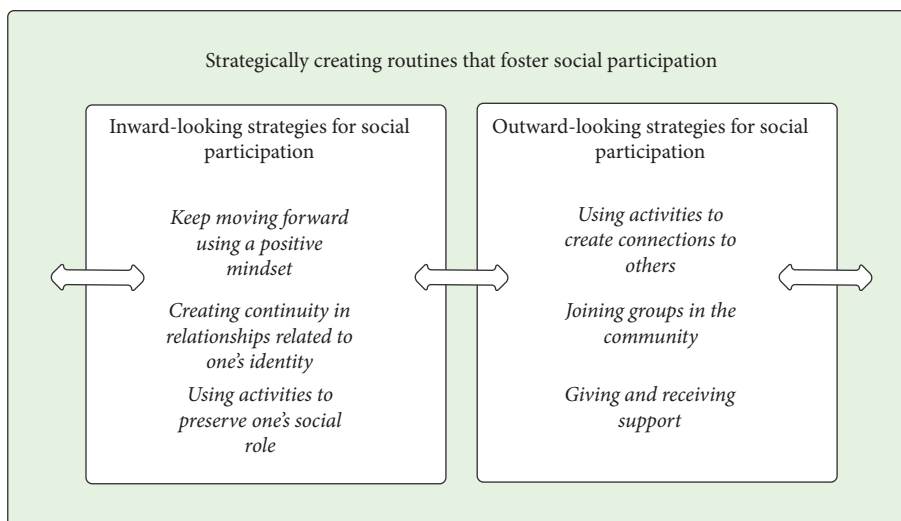 Strategically creating routines that foster social participation
Inward-looking strategies for social
participation
Keep moving forward
using a positive
mindset
Creating continuity in
relationships related to
one's identity
Using activities to
preserve one's social
role
Outward-looking strategies for social
participation
Using activities to
create connections to
others
Joining groups in the
community
Giving and receiving
support